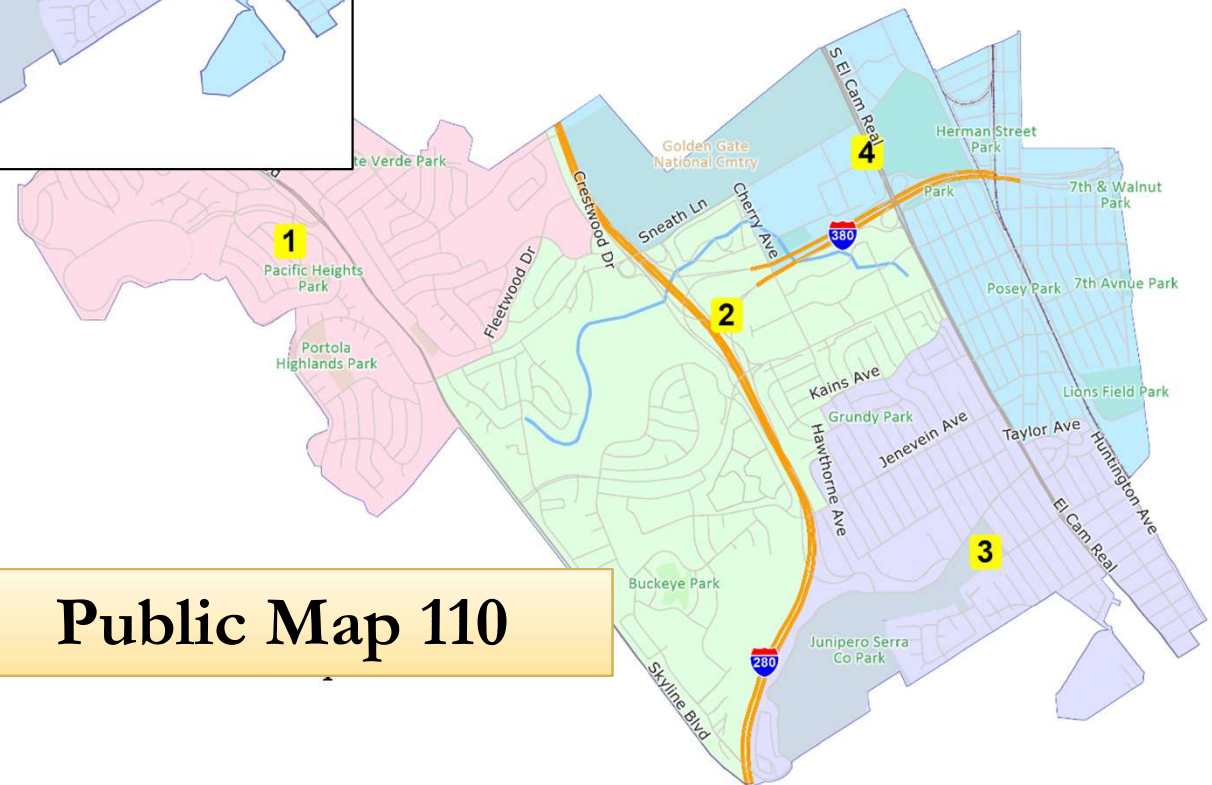 S El Cam Real
Herman Street
Park
Golden Gate
National Cmtry
4
te Verde Park
Crestwood Dr
Park
7th & Walnut
Park
Sneath Ln
Cherry Ave
380
1
Pacific Heights
Park
Fleetwood Dr
Posey Park
7th Avnue Park
2
Portola
Highlands Park
Kains Ave
Lions Field Park
Grundy Park
Jenevein Ave
Taylor Ave
Hawthorne Ave
Huntington Ave
El Cam Real
3
Buckeye Park
Public Map 110
Junipero Serra
Co Park
280
Skyline Blvd